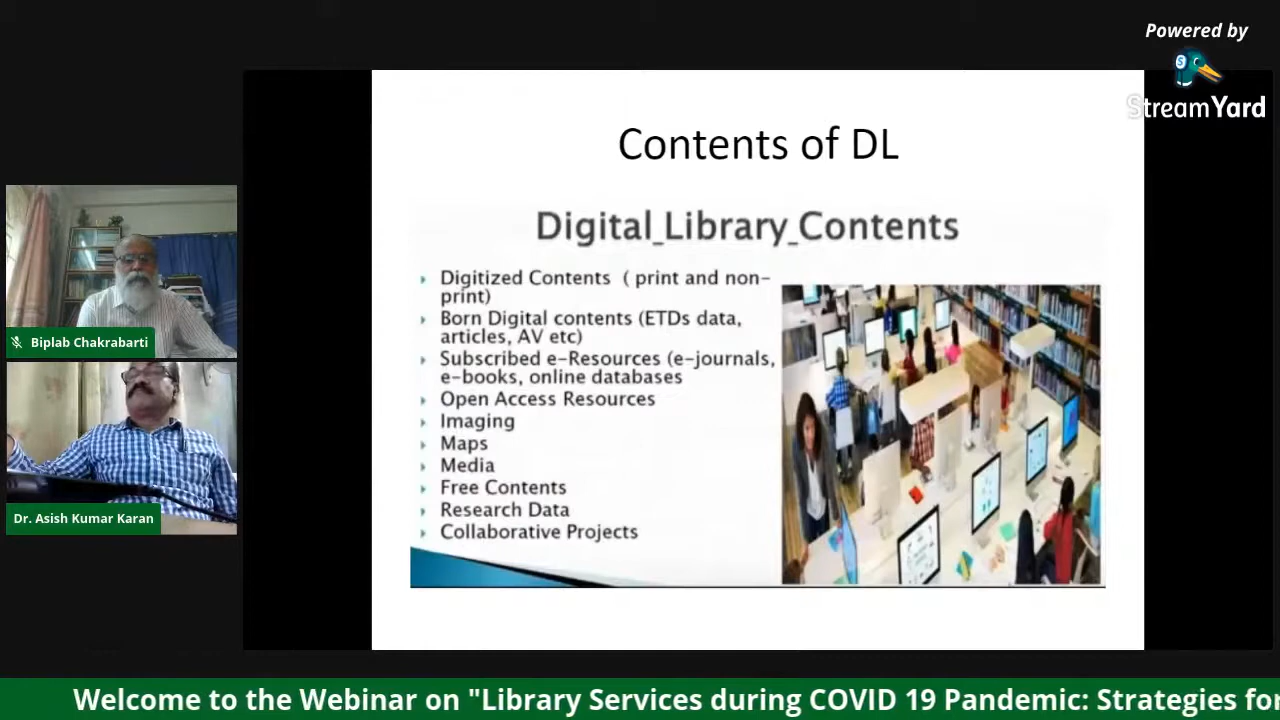 Powered by
StreamYard
Contents of DL
Digital_Library_Contents
Digitized Contents ( print and non-
print)
Born Digital contents (ETDs data,
articles, AV etc)
Subscribed e-Resources (e-journals,
e-books, online databases
Open Access Resources
Imaging
Maps
Media
Free Contents
Research Data
Collaborative Projects
Biplab Chakrabarti
Dr. Asish Kumar Karan
Welcome to the Webinar on "Library Services during COVID 19 Pandemic: Strategies for